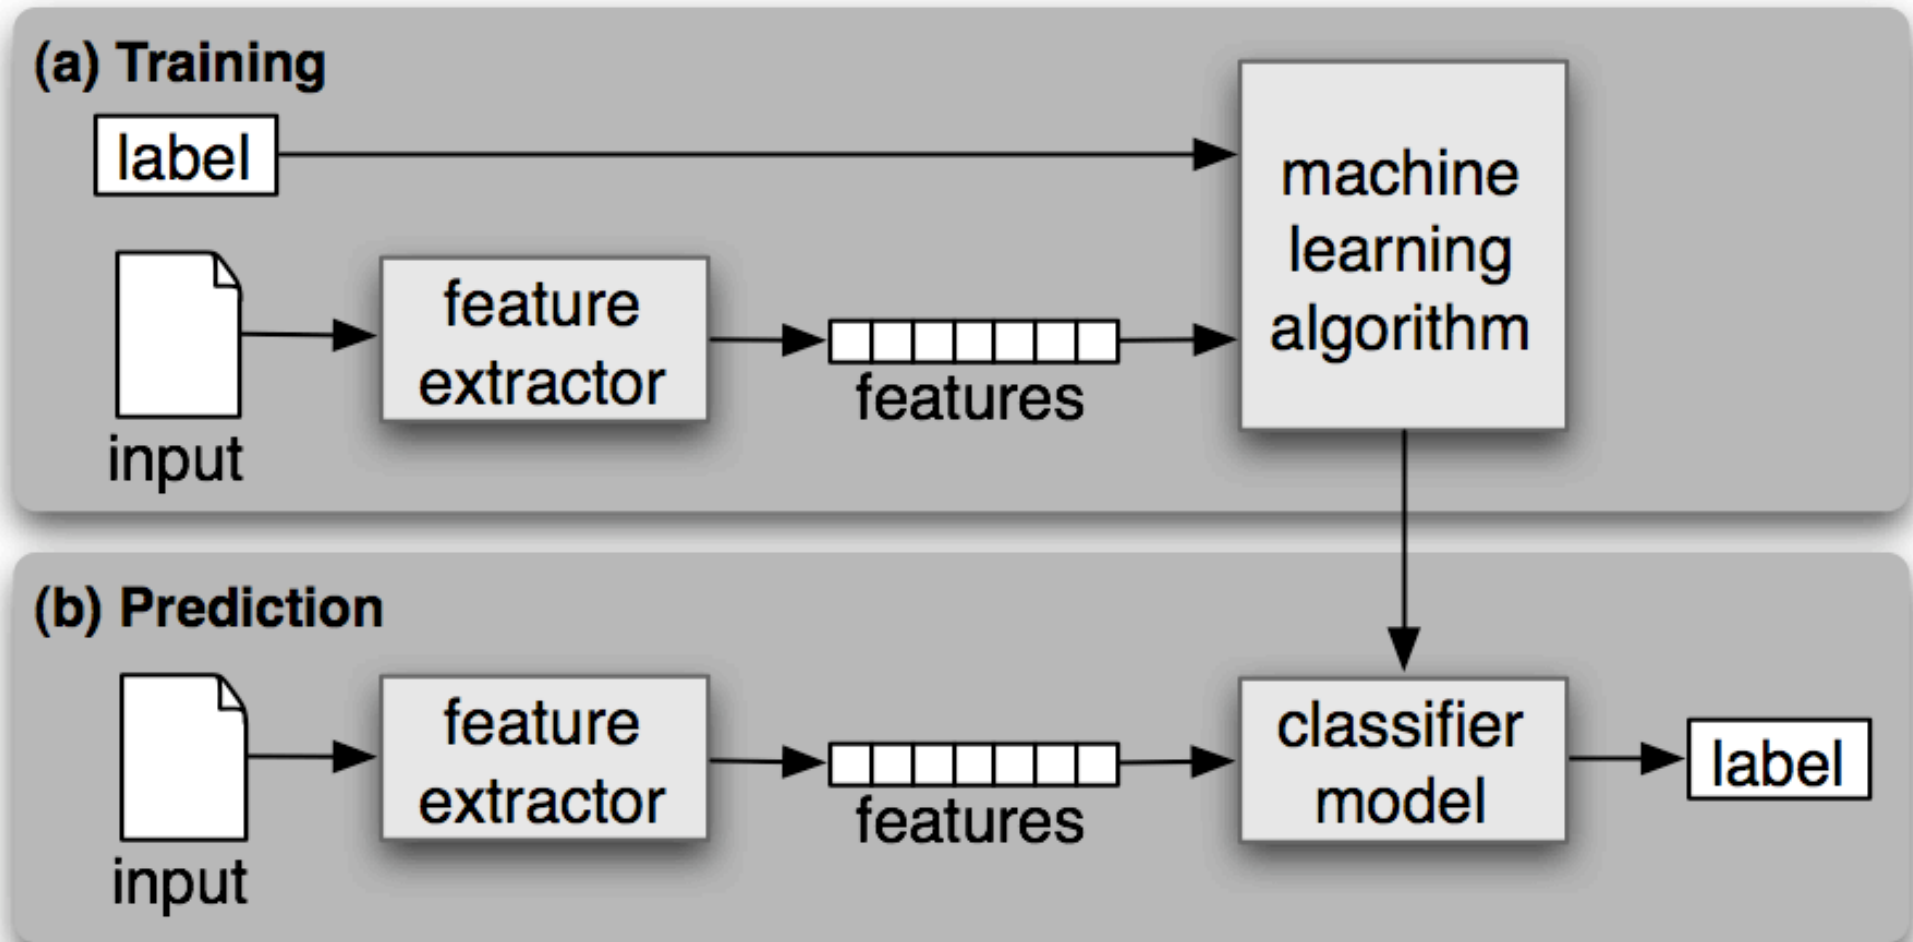 (a) Training
label
machine
learning
algorithm
feature
extractor
features
input
(b) Prediction
feature
extractor
features
classifier
model
label
input